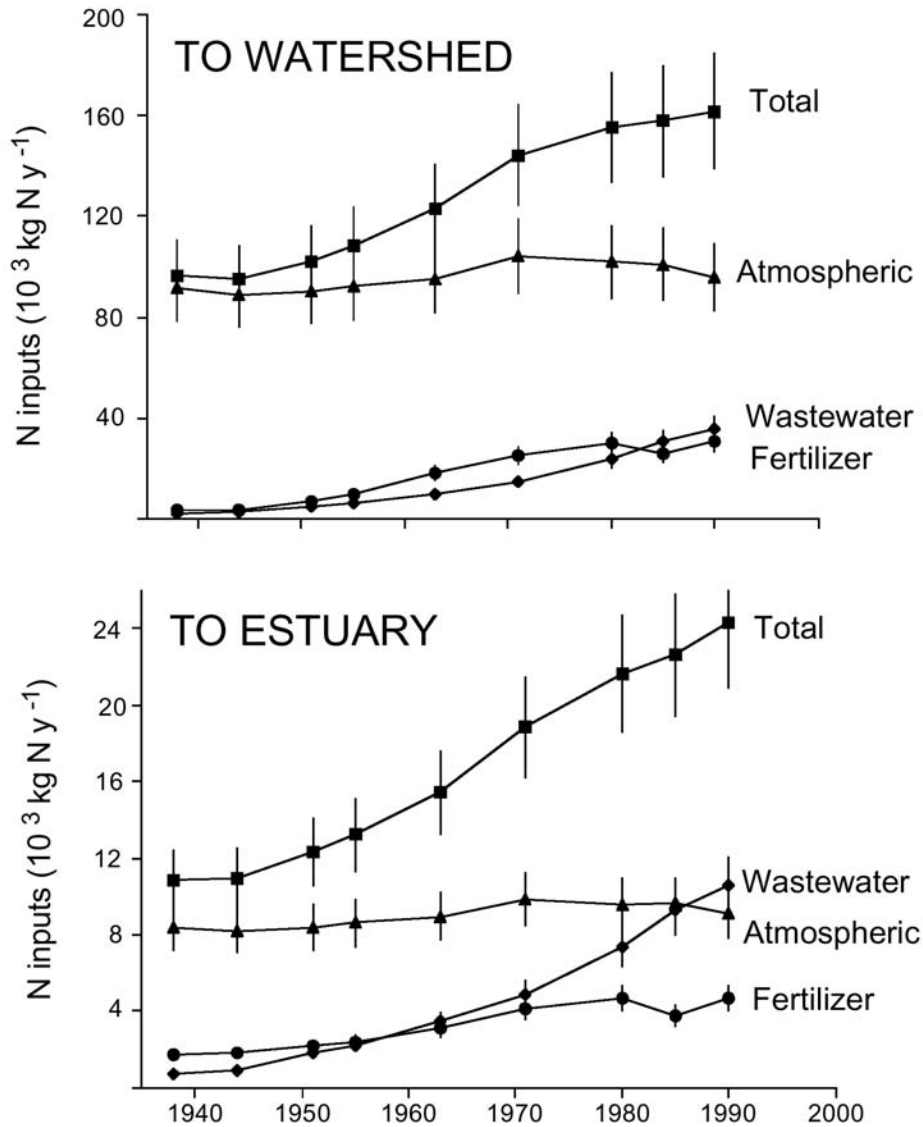 200
TO WATERSHED
160
Total
120
Atmospheric
80
40
Wastewater
Fertilizer
N inputs (10 ³ kg N y ⁻¹)
TO ESTUARY
24
Total
20
16
12
Wastewater
8
Atmospheric
4
Fertilizer
N inputs (10 ³ kg N y ⁻¹)
1940 1950 1960 1970 1980 1990 2000